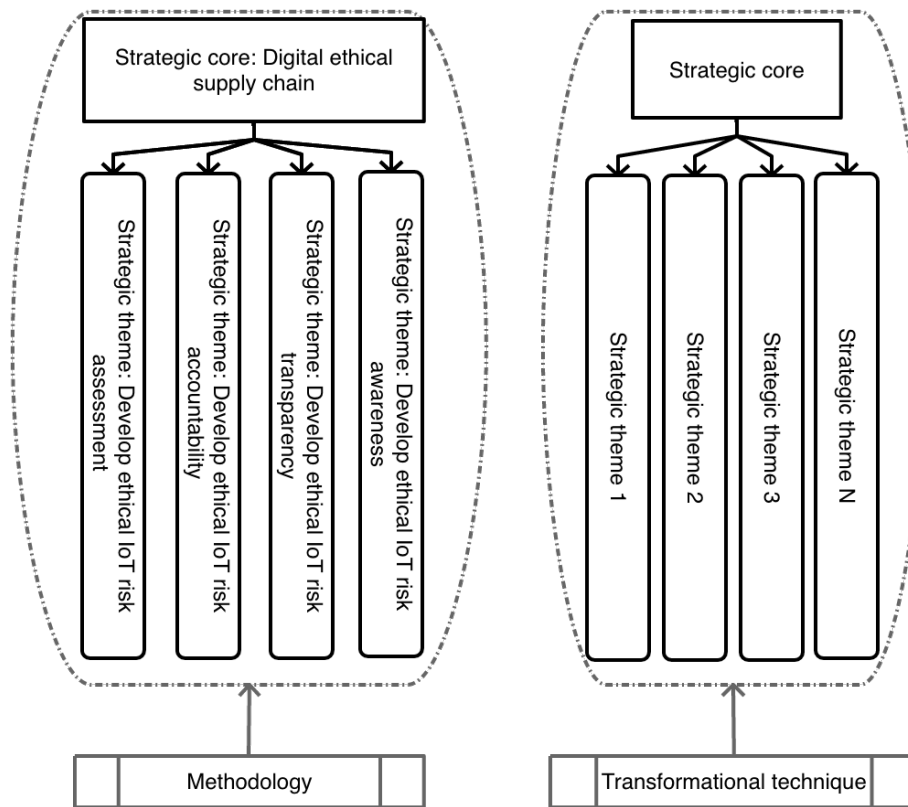 Strategic core: Digital ethical
supply chain
Strategic theme: Develop ethical IoT risk
assessment
Strategic theme: Develop ethical IoT risk
accountability
Strategic theme: Develop ethical IoT risk
transparency
Strategic theme: Develop ethical IoT risk
awareness
Methodology
Strategic core
Strategic theme 1
Strategic theme 2
Strategic theme 3
Strategic theme N
Transformational technique